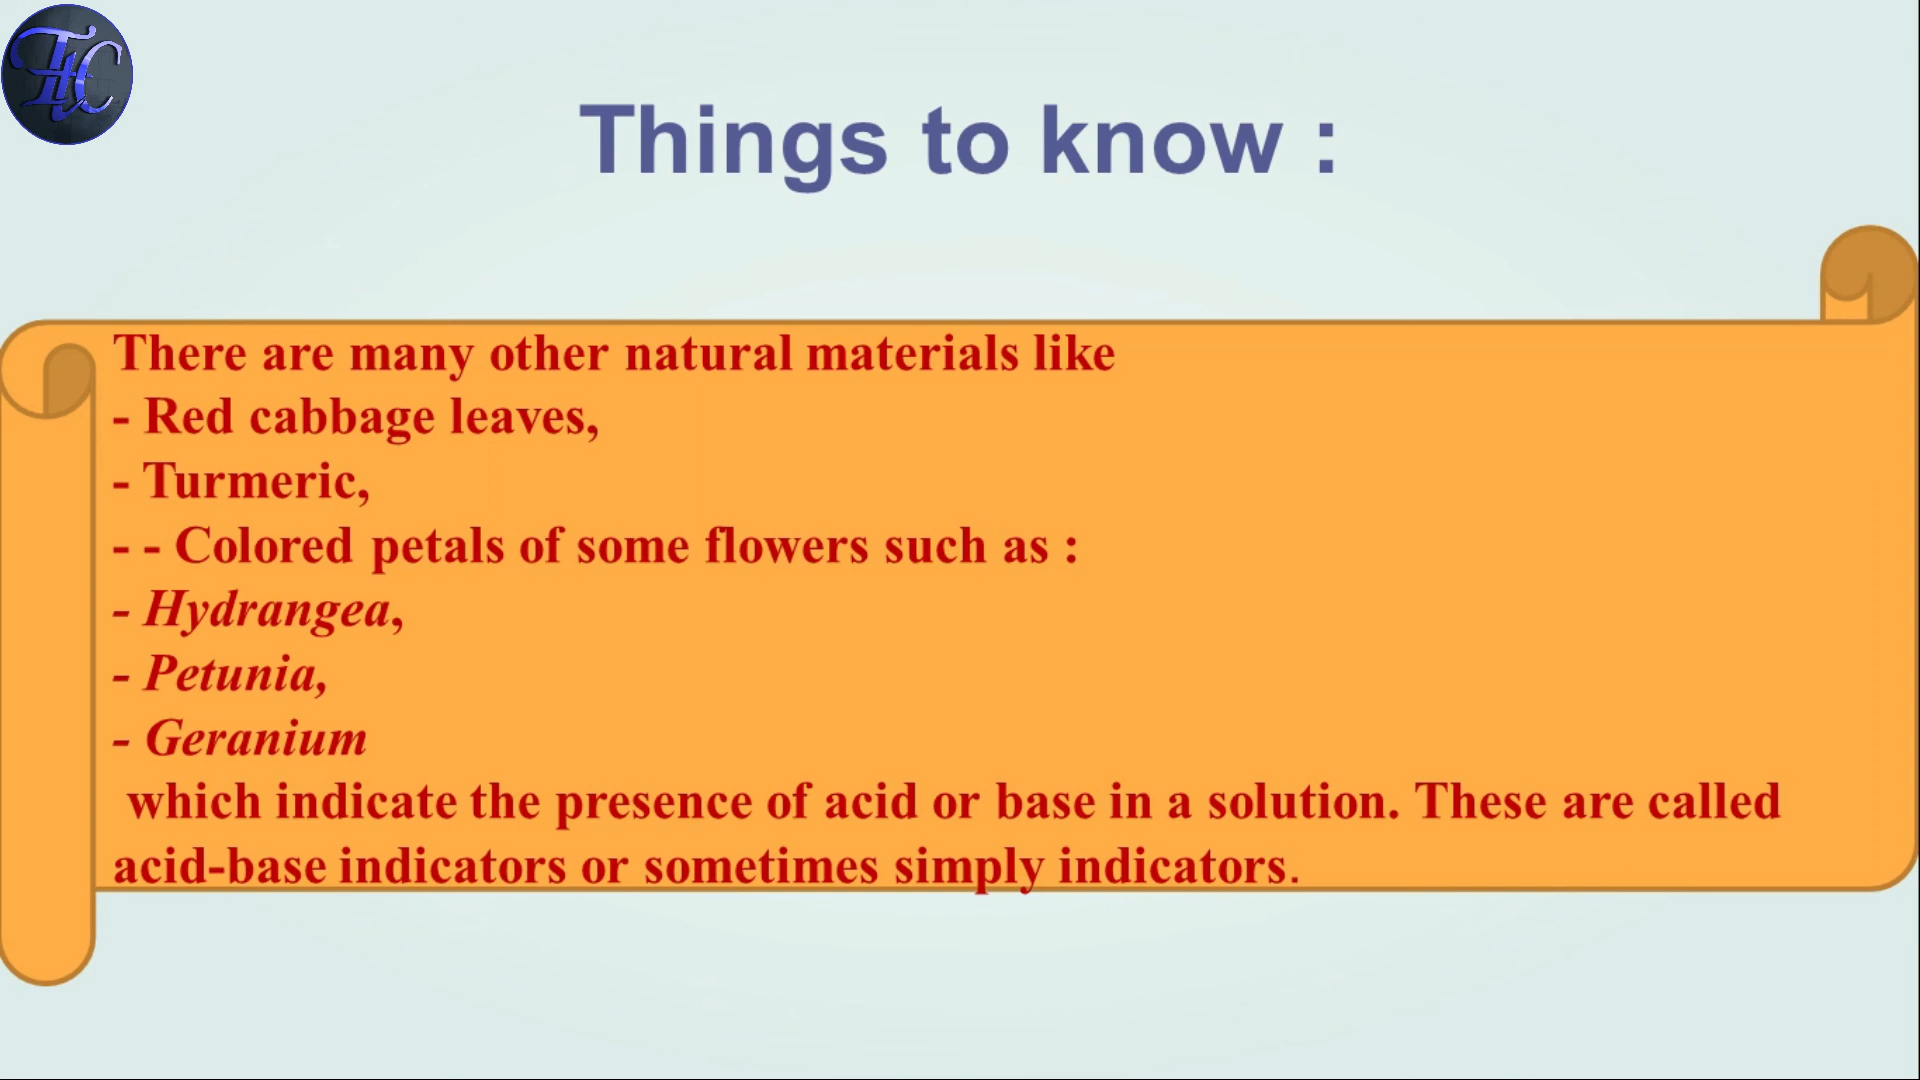 Things to know :
There are many other natural materials like
- Red cabbage leaves,
- Turmeric,
- - Colored petals of some flowers such as :
- Hydrangea,
- Petunia,
- Geranium
which indicate the presence of acid or base in a solution. These are called
acid-base indicators or sometimes simply indicators.